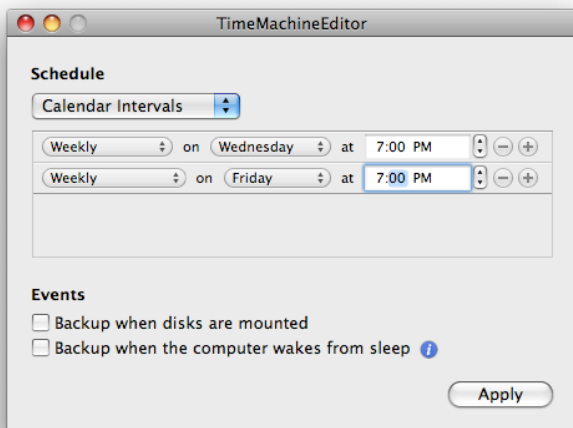 TimeMachineEditor
Schedule
Calendar Intervals
Weekly on Wednesday at 7:00 PM
Weekly on Friday at 7:00 PM
Events
Backup when disks are mounted
Backup when the computer wakes from sleep
Apply